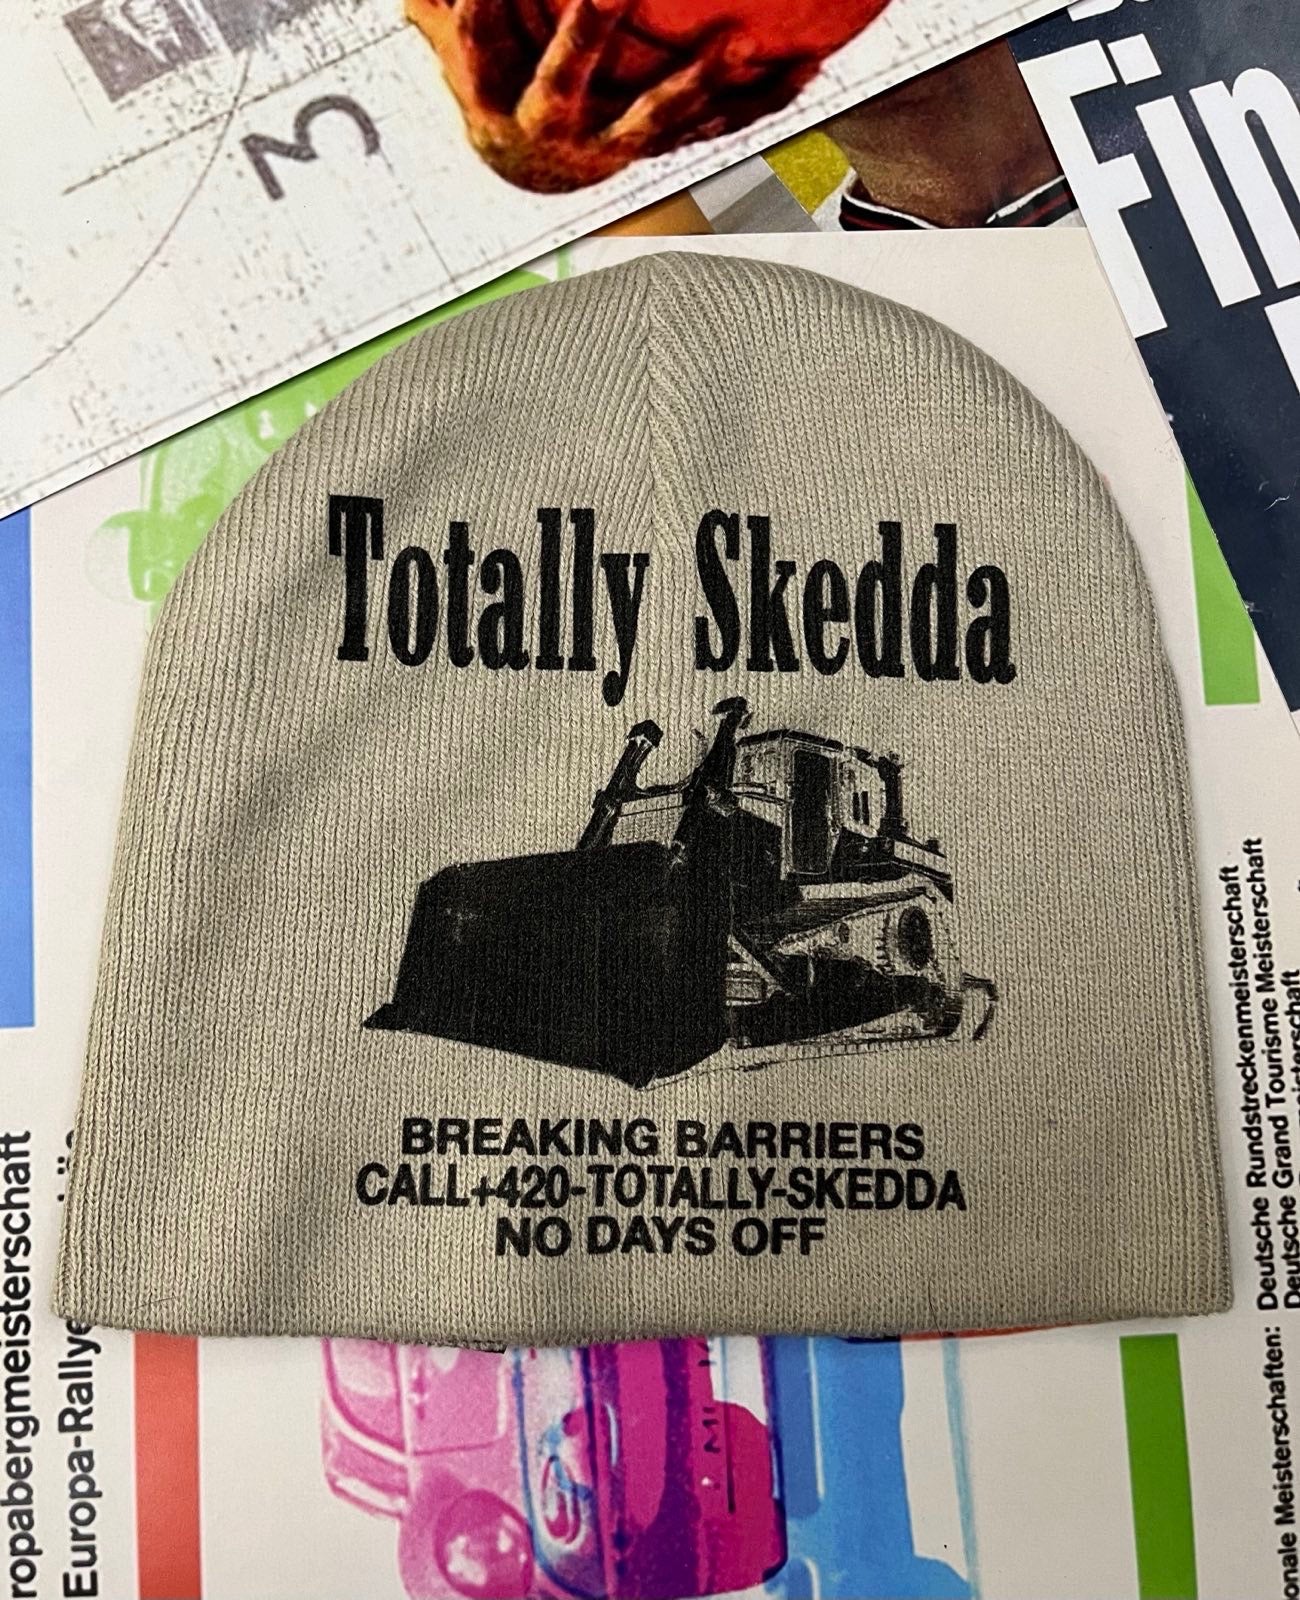 3
Fin
Totally Skedda
BREAKING BARRIERS
CALL+420-TOTALLY-SKEDDA
NO DAYS OFF
ropabergmeisterschaft
Europa-Rallye
Deutsche Rundstreckenmeisterschaft
Deutsche Grand Tourisme Meisterschaft
onale Meisterschaften: